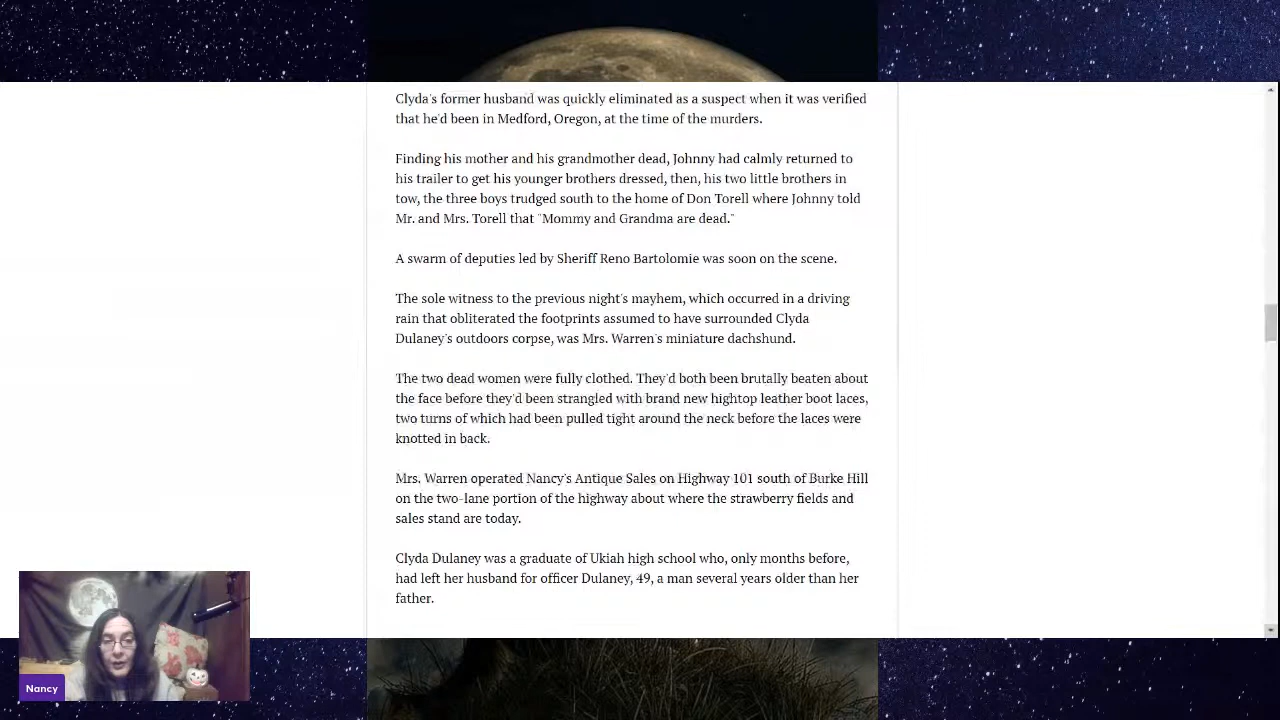 Clyda's former husband was quickly eliminated as a suspect when it was verified
that he'd been in Medford, Oregon, at the time of the murders.
Finding his mother and his grandmother dead, Johnny had calmly returned to
his trailer to get his younger brothers dressed, then, his two little brothers in
tow, the three boys trudged south to the home of Don Torell where Johnny told
Mr. and Mrs. Torell that "Mommy and Grandma are dead."
A swarm of deputies led by Sheriff Reno Bartolomie was soon on the scene.
The sole witness to the previous night's mayhem, which occurred in a driving
rain that obliterated the footprints assumed to have surrounded Clyda
Dulaney's outdoors corpse, was Mrs. Warren's miniature dachshund.
The two dead women were fully clothed. They'd both been brutally beaten about
the face before they'd been strangled with brand new hightop leather boot laces,
two turns of which had been pulled tight around the neck before the laces were
knotted in back.
Mrs. Warren operated Nancy's Antique Sales on Highway 101 south of Burke Hill
on the two-lane portion of the highway about where the strawberry fields and
sales stand are today.
Clyda Dulaney was a graduate of Ukiah high school who, only months before,
had left her husband for officer Dulaney, 49, a man several years older than her
father.
Nancy